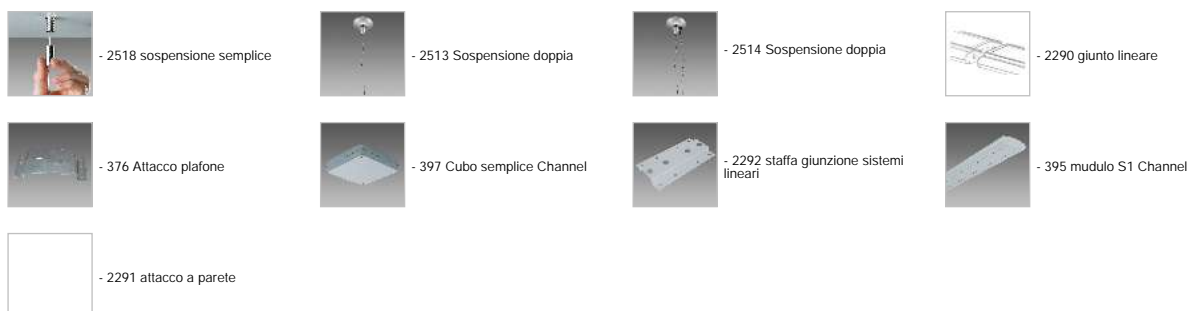 - 2518 sospensione semplice
- 2513 Sospensione doppia
- 2514 Sospensione doppia
- 2290 giunto lineare
- 376 Attacco plafone
- 397 Cubo semplice Channel
- 2292 staffa giunzione sistemi
lineari
- 395 mudulo S1 Channel
- 2291 attacco a parete